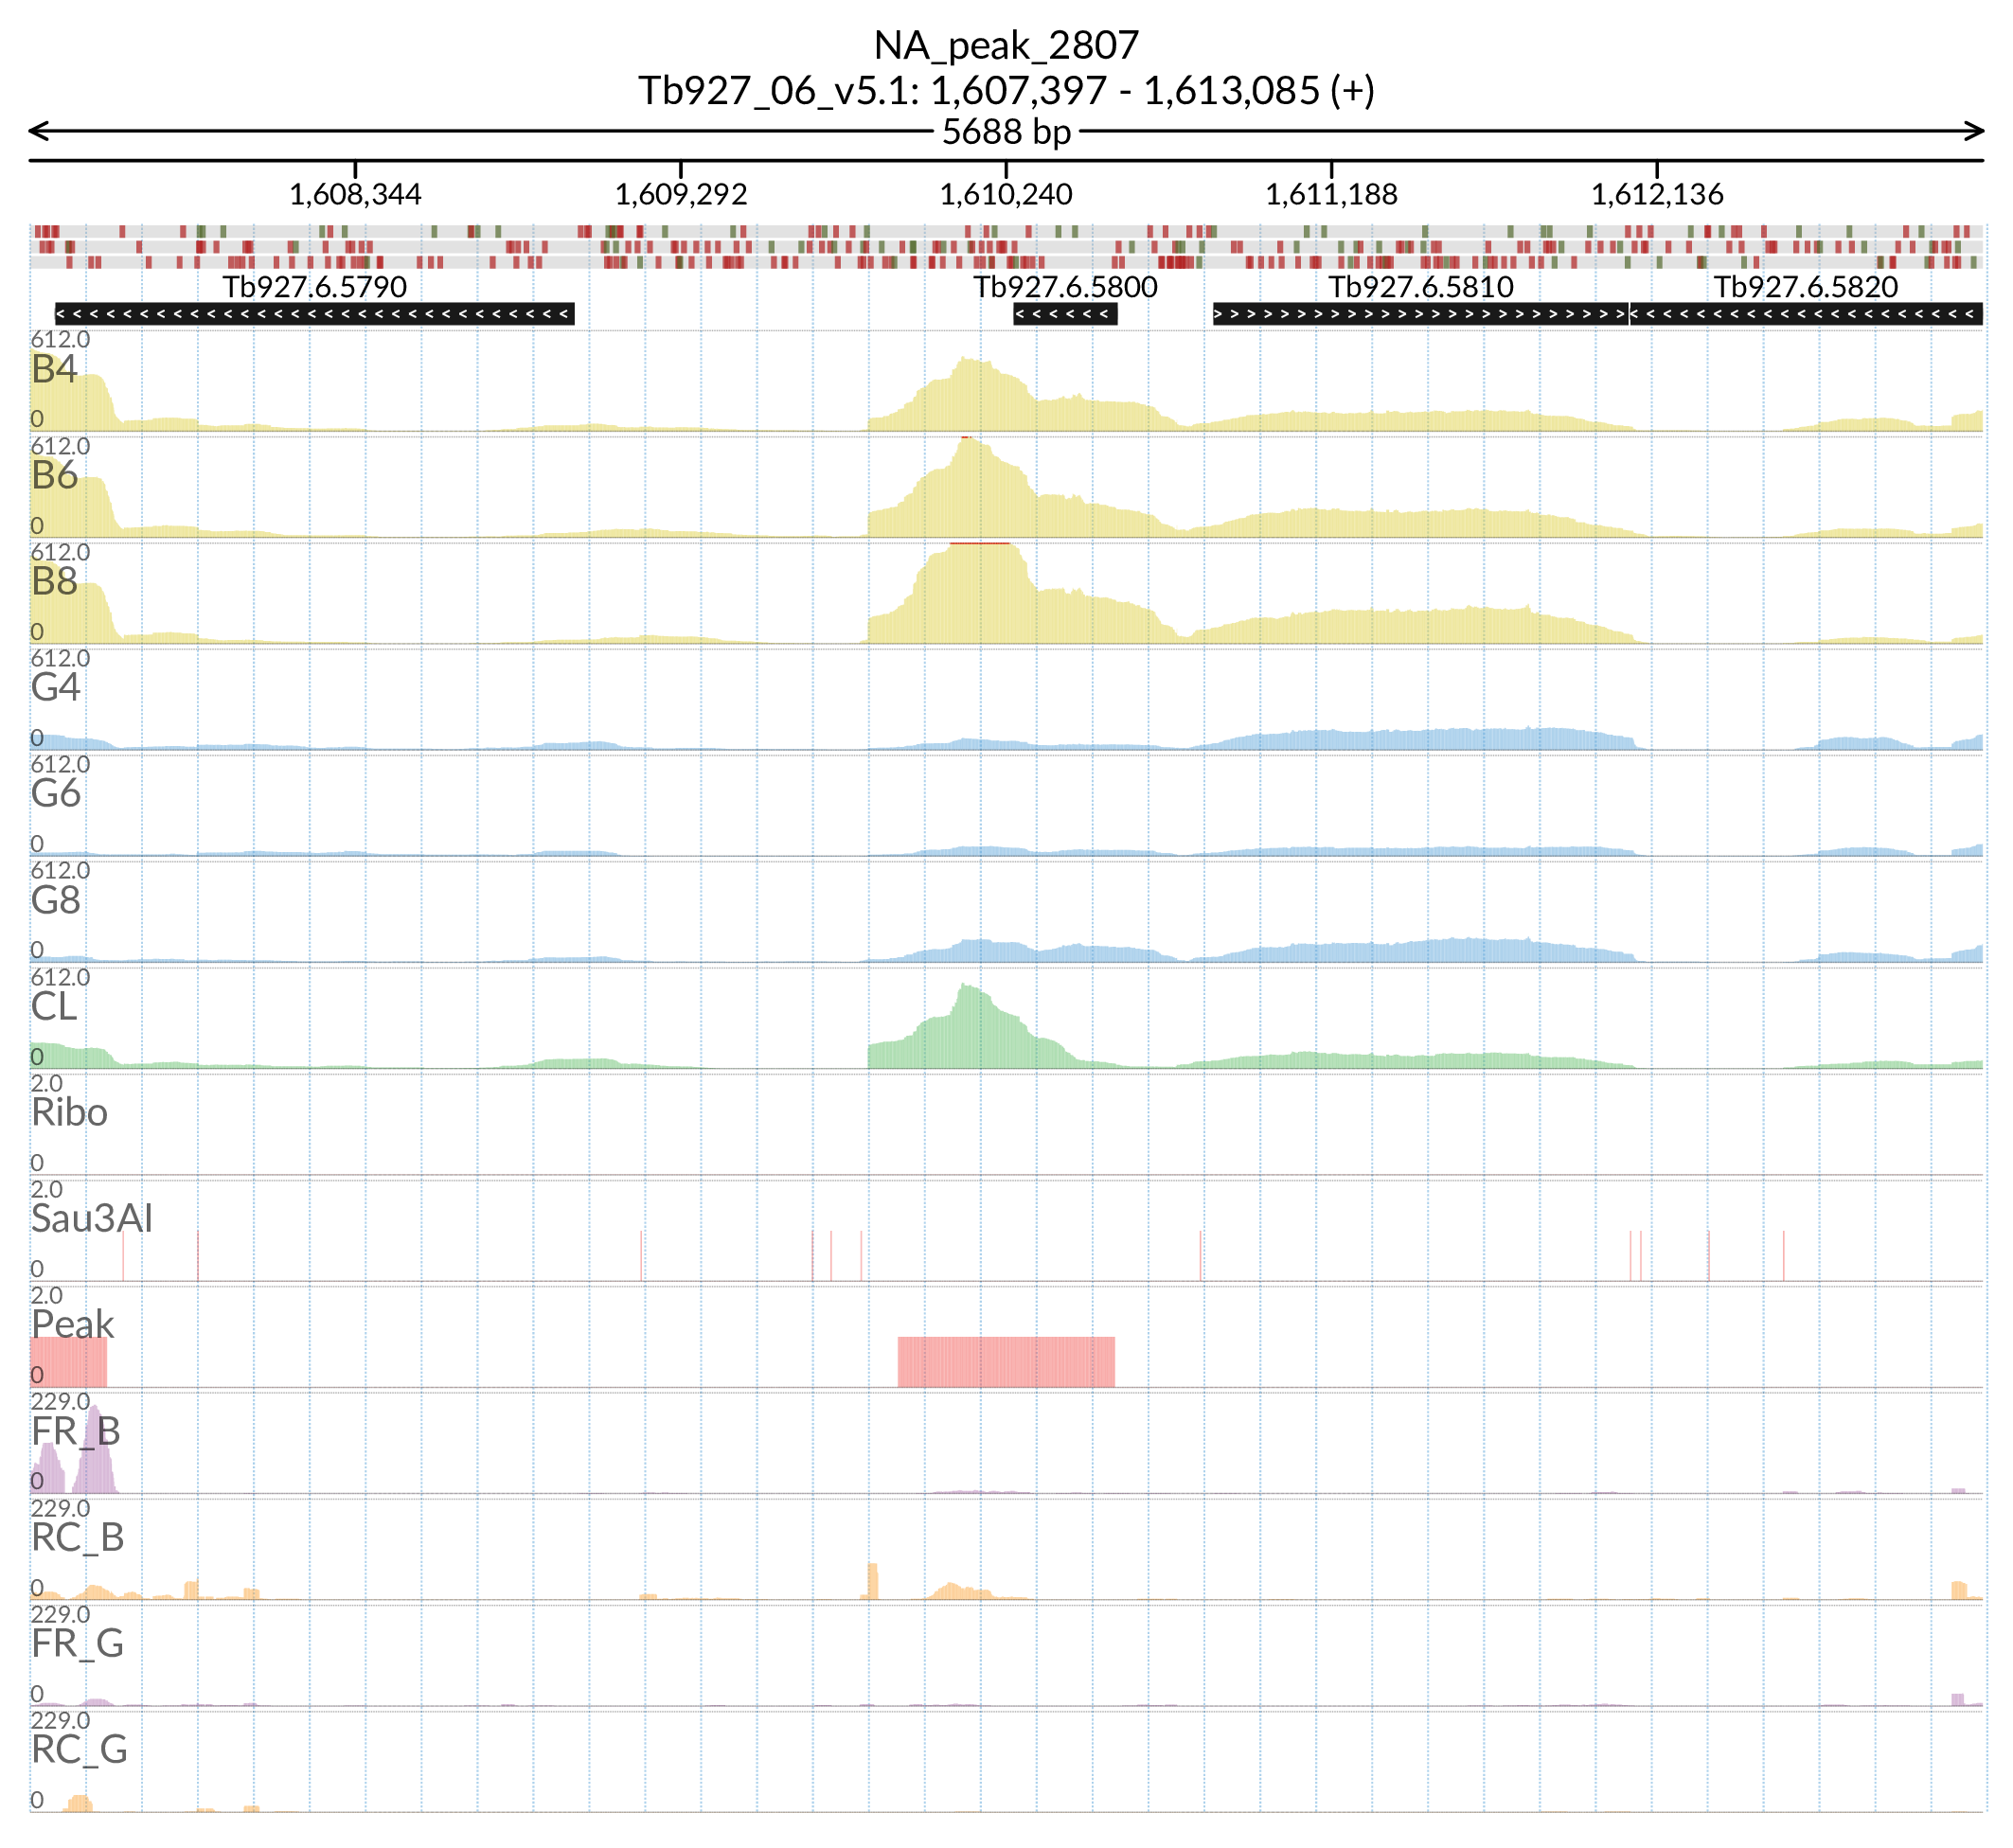 NA_peak_2807
Tb927_06_v5.1: 1,607,397 - 1,613,085 (+)
5688 bp
1,608,344 1,609,292 1,610,240 1,611,188 1,612,136
Tb927.6.5790 Tb927.6.5800 Tb927.6.5810 Tb927.6.5820
612.0
B4
0
612.0
B6
0
612.0
B8
0
612.0
G4
0
612.0
G6
0
612.0
G8
0
612.0
CL
0
2.0
Ribo
0
2.0
Sau3AI
0
2.0
Peak
0
229.0
FR_B
0
229.0
RC_B
0
229.0
FR_G
0
229.0
RC_G
0